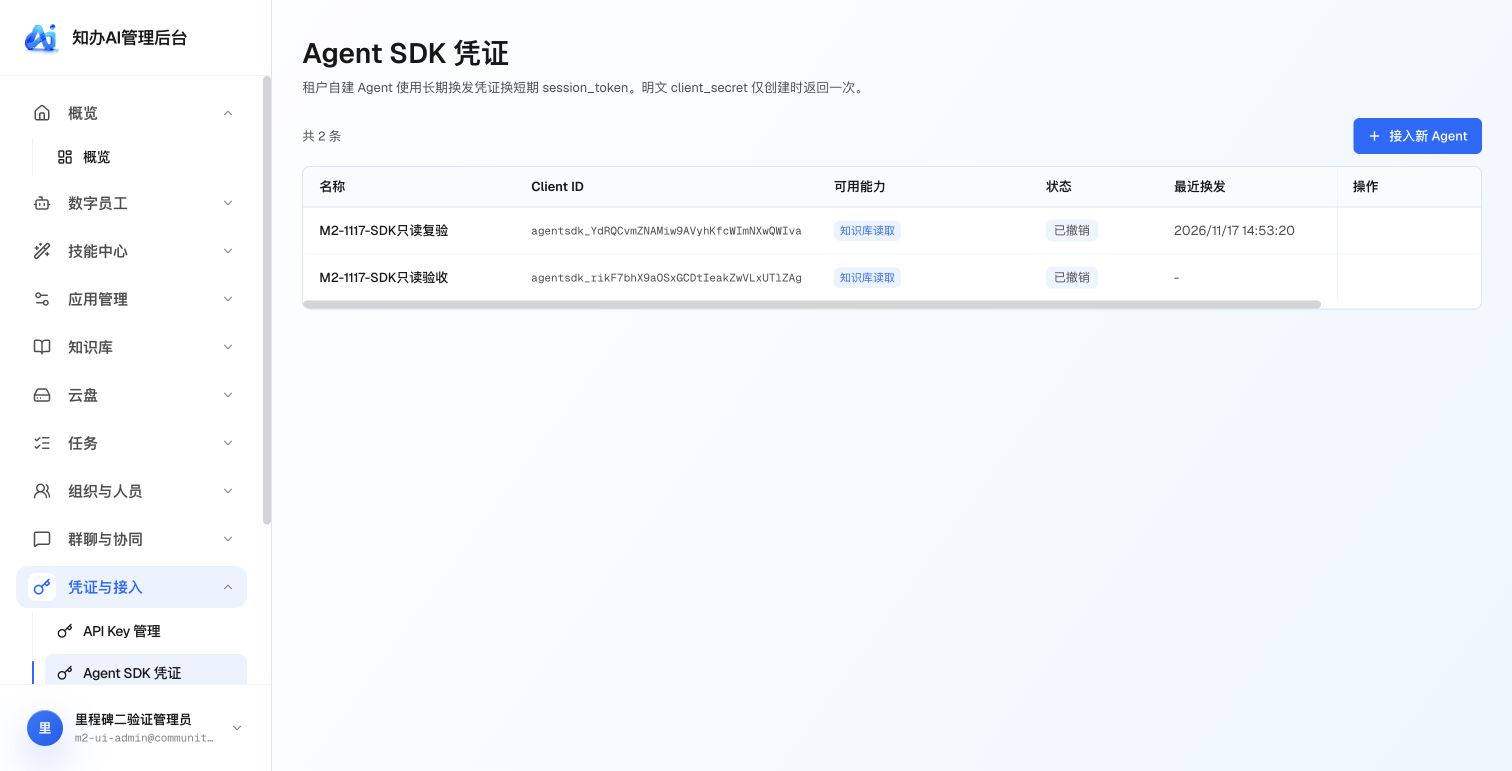 知办AI管理后台
概览
概览
数字员工
技能中心
应用管理
知识库
云盘
任务
组织与人员
群聊与协同
凭证与接入
API Key 管理
Agent SDK 凭证
里
里程碑二验证管理员
m2-ui-admin@communit…
Agent SDK 凭证
租户自建 Agent 使用长期换发凭证换短期 session_token。明文 client_secret 仅创建时返回一次。
共 2 条
接入新 Agent
名称 Client ID 可用能力 状态 最近换发 操作
M2-1117-SDK只读复验 agentsdk_YdRQCvmZNAMiw9AVyhKfcWImNXwQWIva 知识库读取 已撤销 2026/11/17 14:53:20
M2-1117-SDK只读验收 agentsdk_rikF7bhX9aOSxGCDtIeakZwVLxUTlZAg 知识库读取 已撤销 -